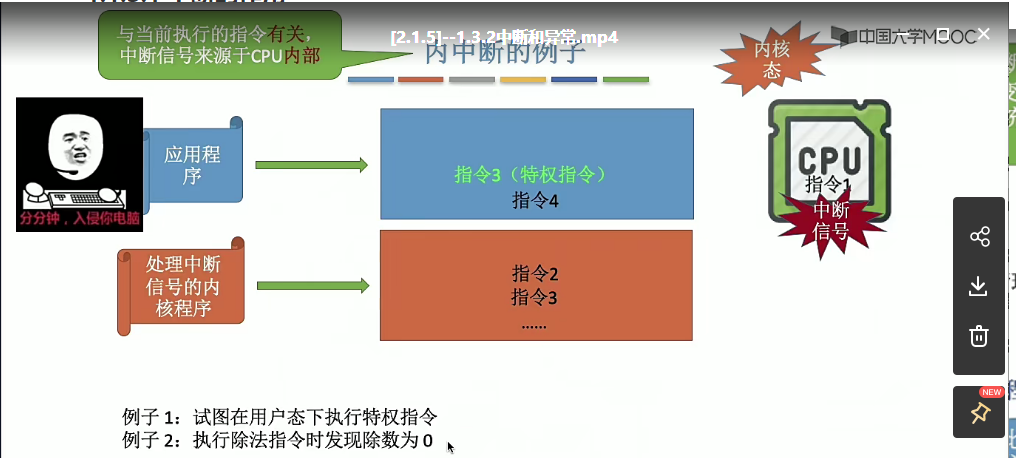 与当前执行的指令有关，
中断信号来源于CPU内部
[2.1.5]--1.3.2中断和异常.mp4
内中断的例子
内核
态
中国大学MOOC
应用程
序
分分钟，入侵你电脑
指令3（特权指令）
指令4
CPU
指令1
中断
信号
处理中断
信号的内
核程序
指令2
指令3
......
NEW
例子 1：试图在用户态下执行特权指令
例子 2：执行除法指令时发现除数为 0